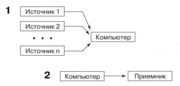 1
Источник 1
Источник 2
Компьютер
• • •
Источник n
2
Компьютер
Приемник